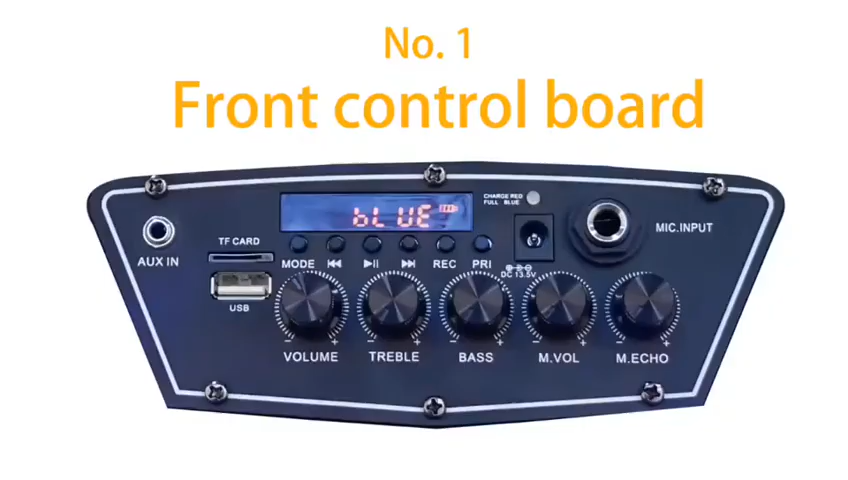 No. 1
Front control board
CHARGE RED
FULL BLUE
bLUE
MIC.INPUT
AUX IN
TF CARD
MODE
REC
PRI
DC 13.5V
USB
VOLUME
TREBLE
BASS
M.VOL
M.ECHO